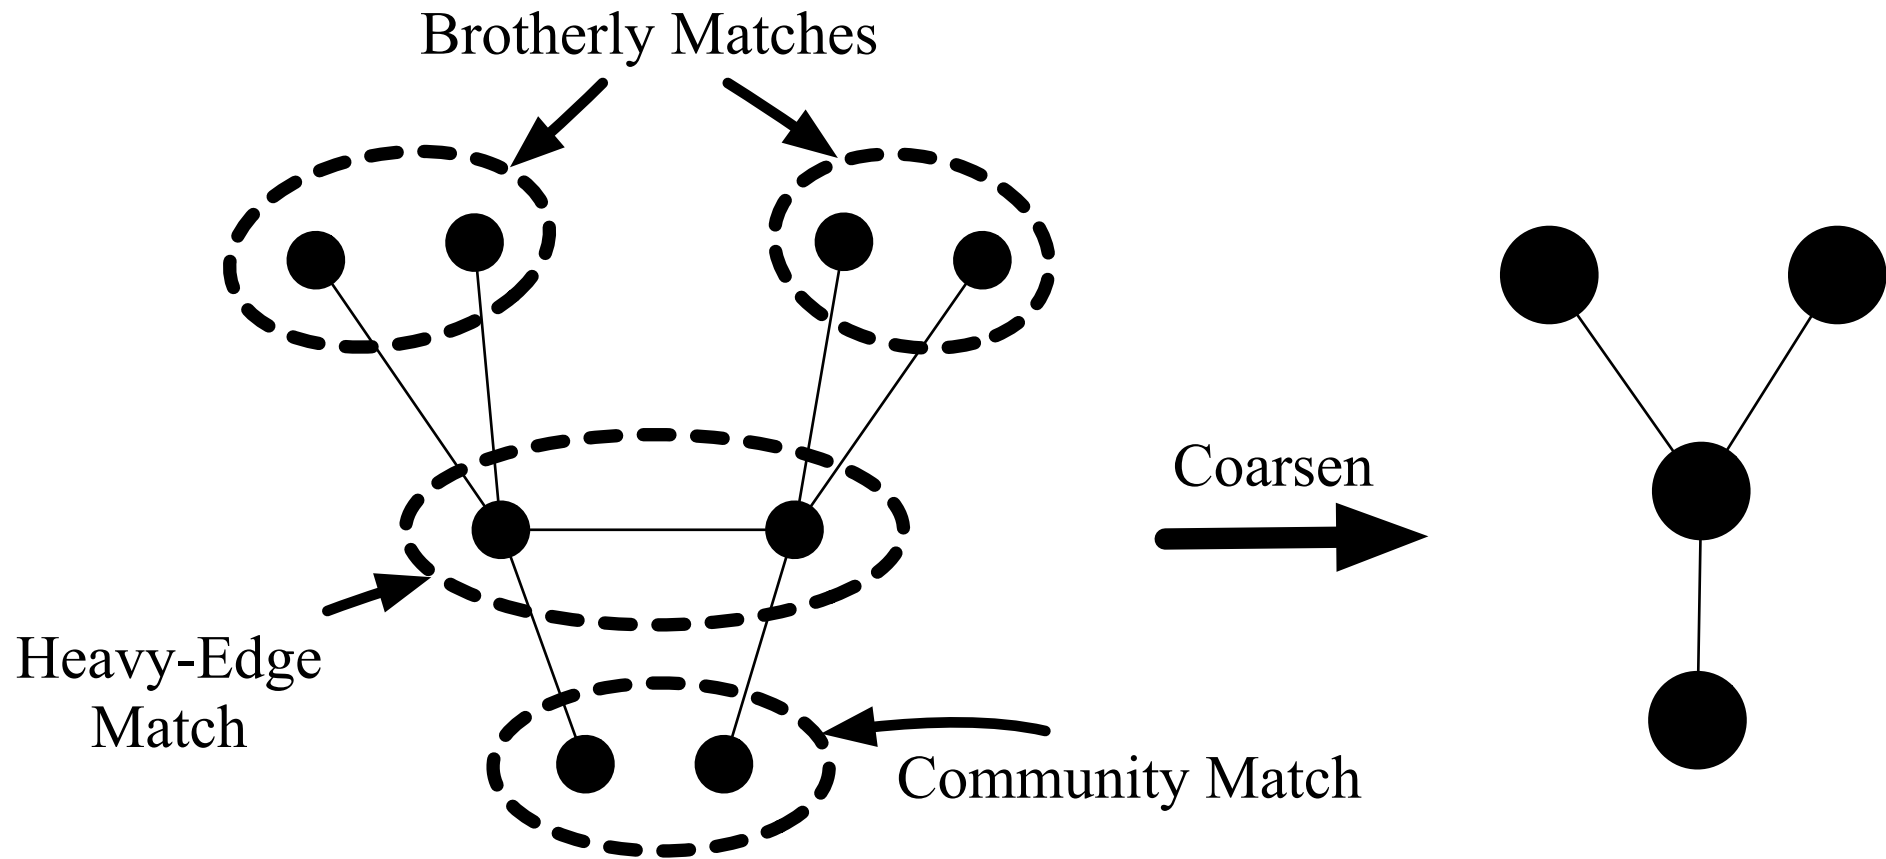 Brotherly Matches
Coarsen
Heavy-Edge
Match
Community Match